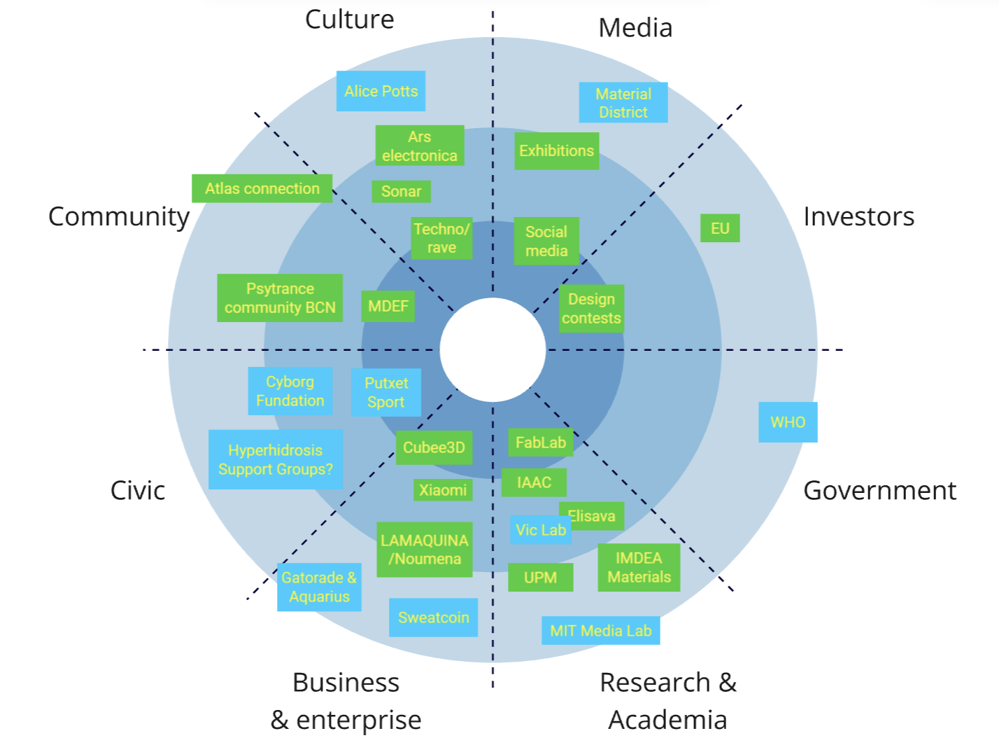 Culture
Media
Alice Potts
Material
District
Ars
electronica
Exhibitions
Atlas connection
Sonar
Community
Investors
EU
Techno/
rave
Social
media
Psytrance
community BCN
MDEF
Design
contests
Cyborg
Fundation
Putxet
Sport
WHO
Hyperhidrosis
Support Groups?
Cubee3D
FabLab
Civic
Xiaomi
IAAC
Government
Elisava
Vic Lab
LAMAQUINA
/Noumena
Gatorade &
Aquarius
UPM
IMDEA
Materials
Sweatcoin
MIT Media Lab
Business
& enterprise
Research &
Academia